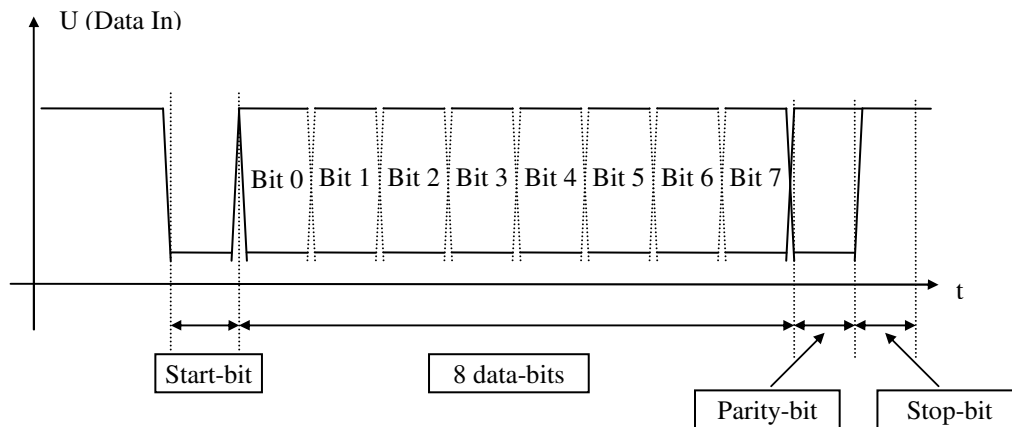 U (Data In)
Bit 0 Bit 1 Bit 2 Bit 3 Bit 4 Bit 5 Bit 6 Bit 7
t
Start-bit
8 data-bits
Parity-bit
Stop-bit